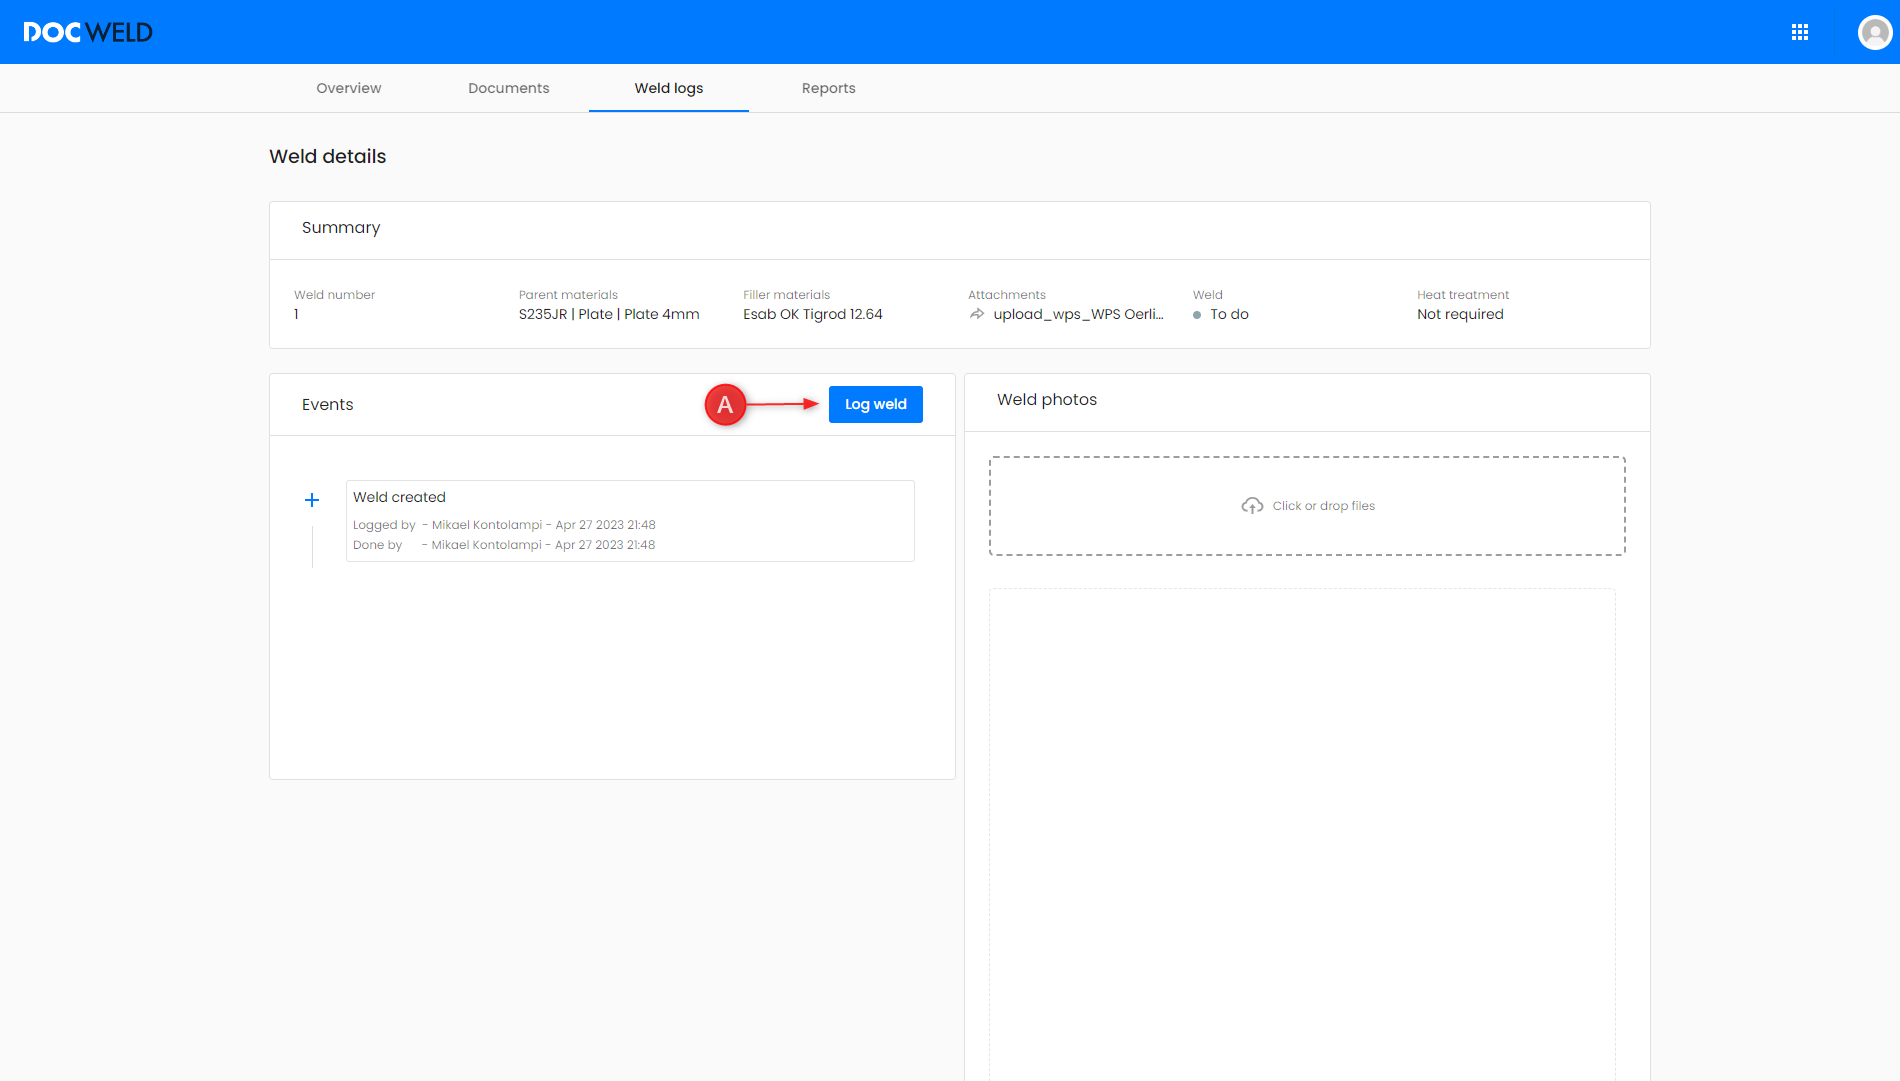 DOCWELD
Overview Documents Weld logs Reports
Weld details
Summary
Weld number Parent materials Filler materials Attachments Weld Heat treatment
1 S235JR | Plate | Plate 4mm Esab OK Tigrod 12.64 upload_wps_WPS Oerli... To do Not required
Events A Log weld
Weld photos
Click or drop files
Weld created
Logged by - Mikael Kontolampi - Apr 27 2023 21:48
Done by - Mikael Kontolampi - Apr 27 2023 21:48